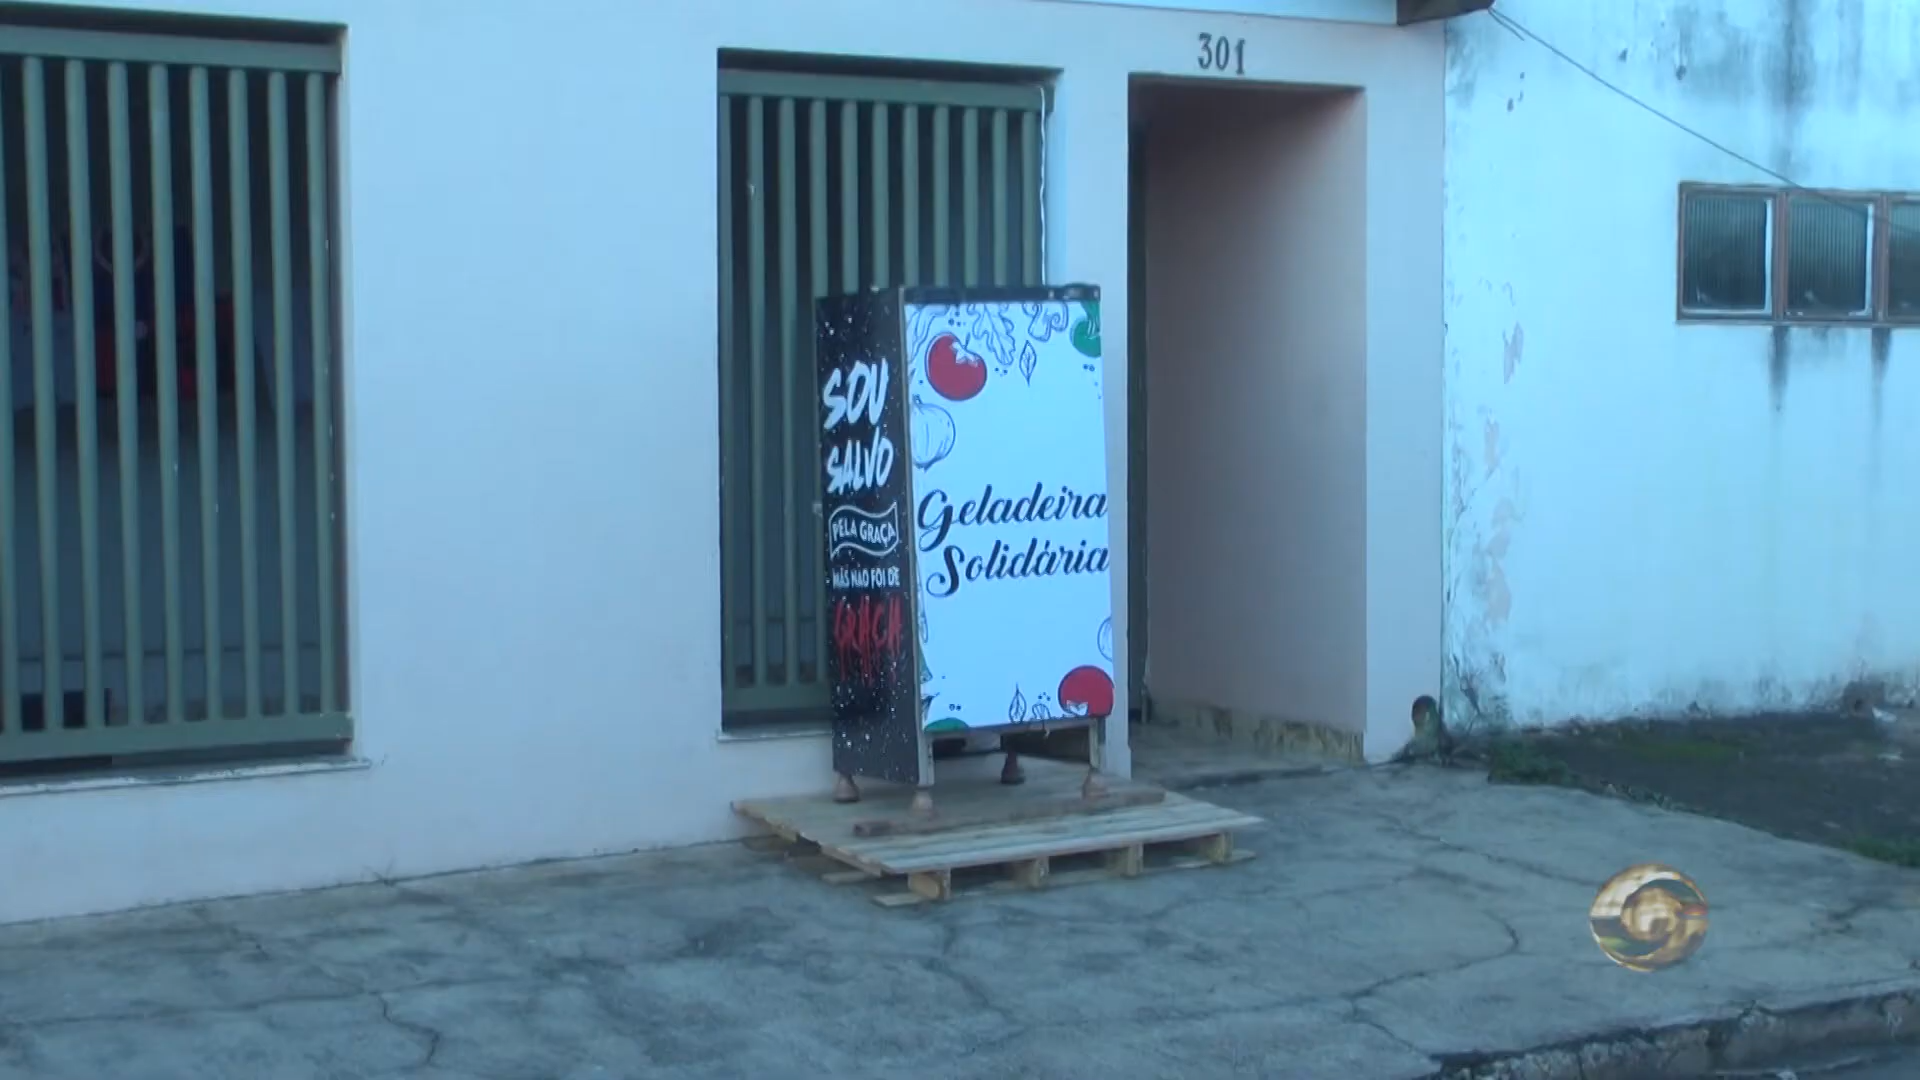 301
SOU
SALVO
PELA GRAÇA
MAS NÃO FOI DE
GRAÇA
Geladeira
Solidária